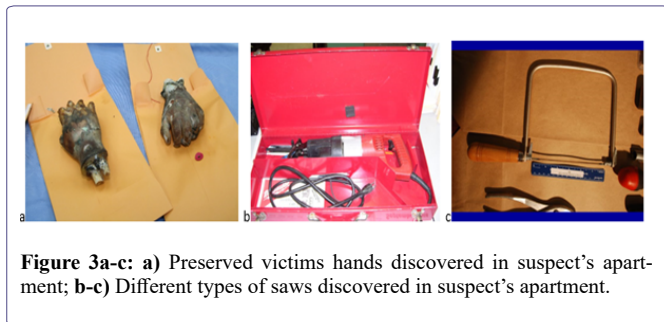 a
b
c
Figure 3a-c: a) Preserved victims hands discovered in suspect's apart-
ment; b-c) Different types of saws discovered in suspect's apartment.